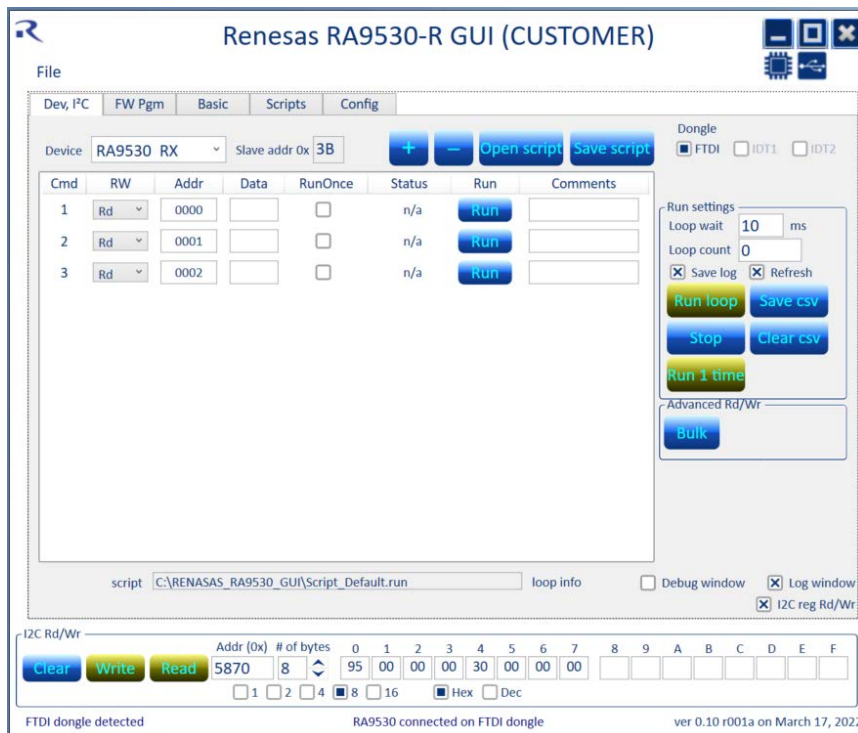 Renesas RA9530-R GUI (CUSTOMER)
File
Dev, I²C FW Pgm Basic Scripts Config
Device RA9530 RX Slave addr 0x 3B + − Open script Save script
Dongle
FTDI IDT1 IDT2
Cmd RW Addr Data RunOnce Status Run Comments
1 Rd 0000 n/a Run
2 Rd 0001 n/a Run
3 Rd 0002 n/a Run
Run settings
Loop wait 10 ms
Loop count 0
Save log Refresh
Run loop Save csv
Stop Clear csv
Run 1 time
Advanced Rd/Wr
Bulk
script C:\RENASAS_RA9530_GUI\Script_Default.run loop info Debug window Log window
I2C reg Rd/Wr
I2C Rd/Wr
Addr (0x) # of bytes 0 1 2 3 4 5 6 7 8 9 A B C D E F
Clear Write Read 5870 8 95 00 00 00 30 00 00 00
1 2 4 8 16 Hex Dec
FTDI dongle detected RA9530 connected on FTDI dongle ver 0.10 r001a on March 17, 2022